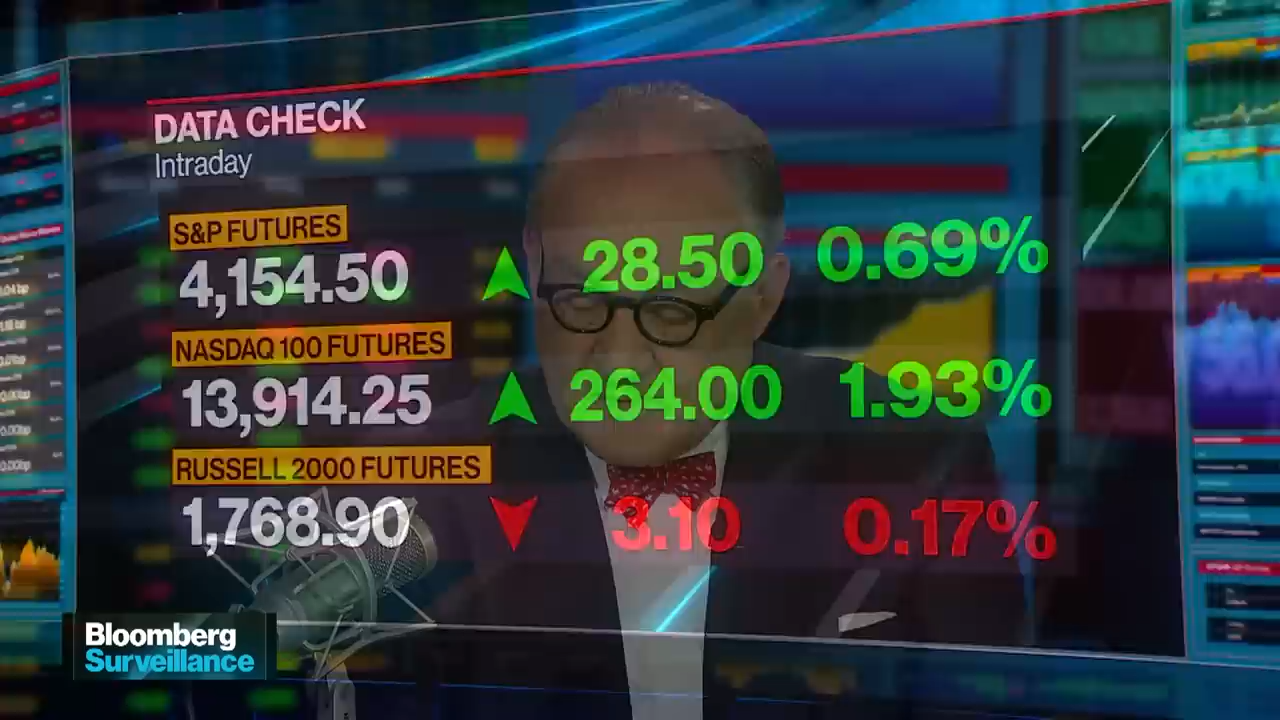 DATA CHECK
Intraday
S&P FUTURES
4,154.50 28.50 0.69%
NASDAQ 100 FUTURES
13,914.25 264.00 1.93%
RUSSELL 2000 FUTURES
1,768.90 3.10 0.17%
Bloomberg
Surveillance